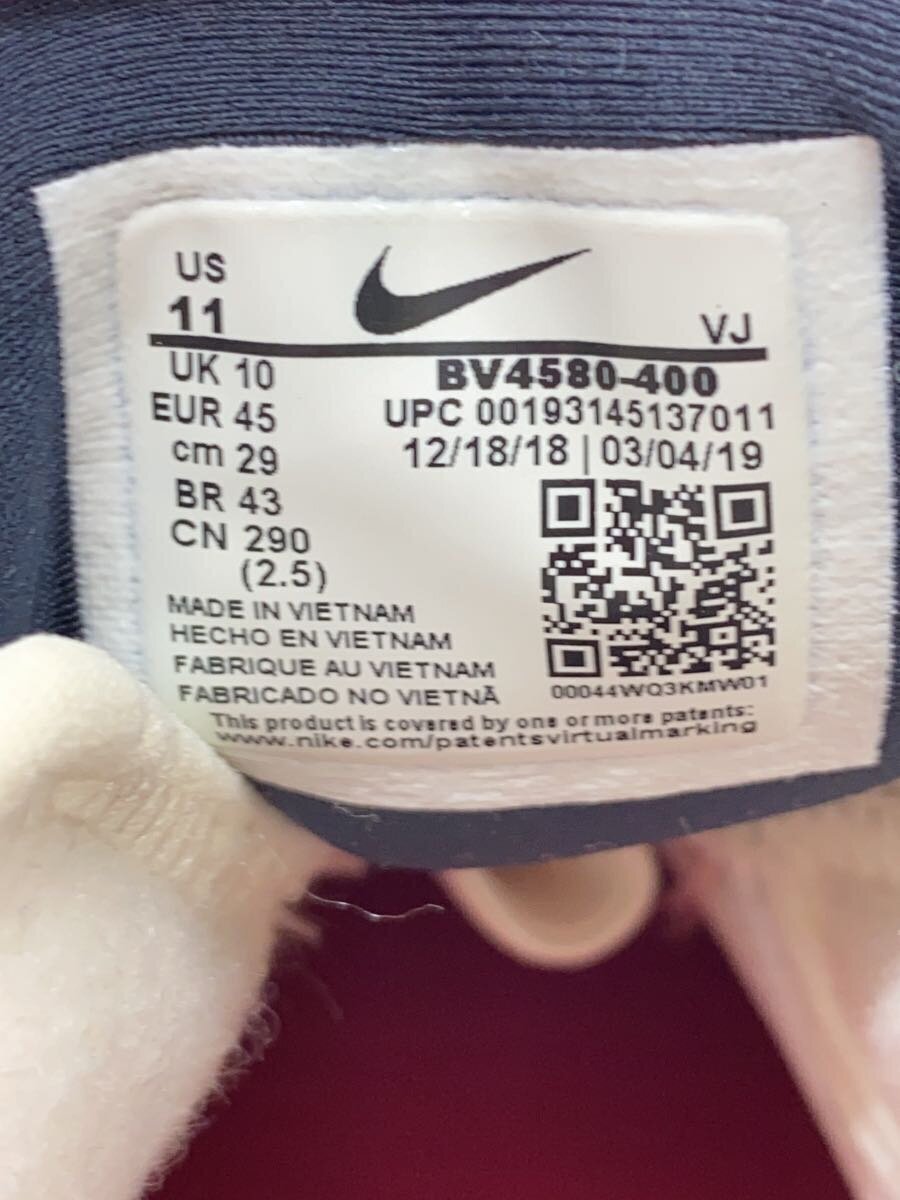 US
11
VJ
UK 10
EUR 45
cm 29
BR 43
CN 290
(2.5)
BV4580-400
UPC 00193145137011
12/18/18 | 03/04/19
MADE IN VIETNAM
HECHO EN VIETNAM
FABRIQUE AU VIETNAM
FABRICADO NO VIETNÃ
00044WQ3KMW01
This product is covered by one or more patents:
www.nike.com/patentsvirtualmarking